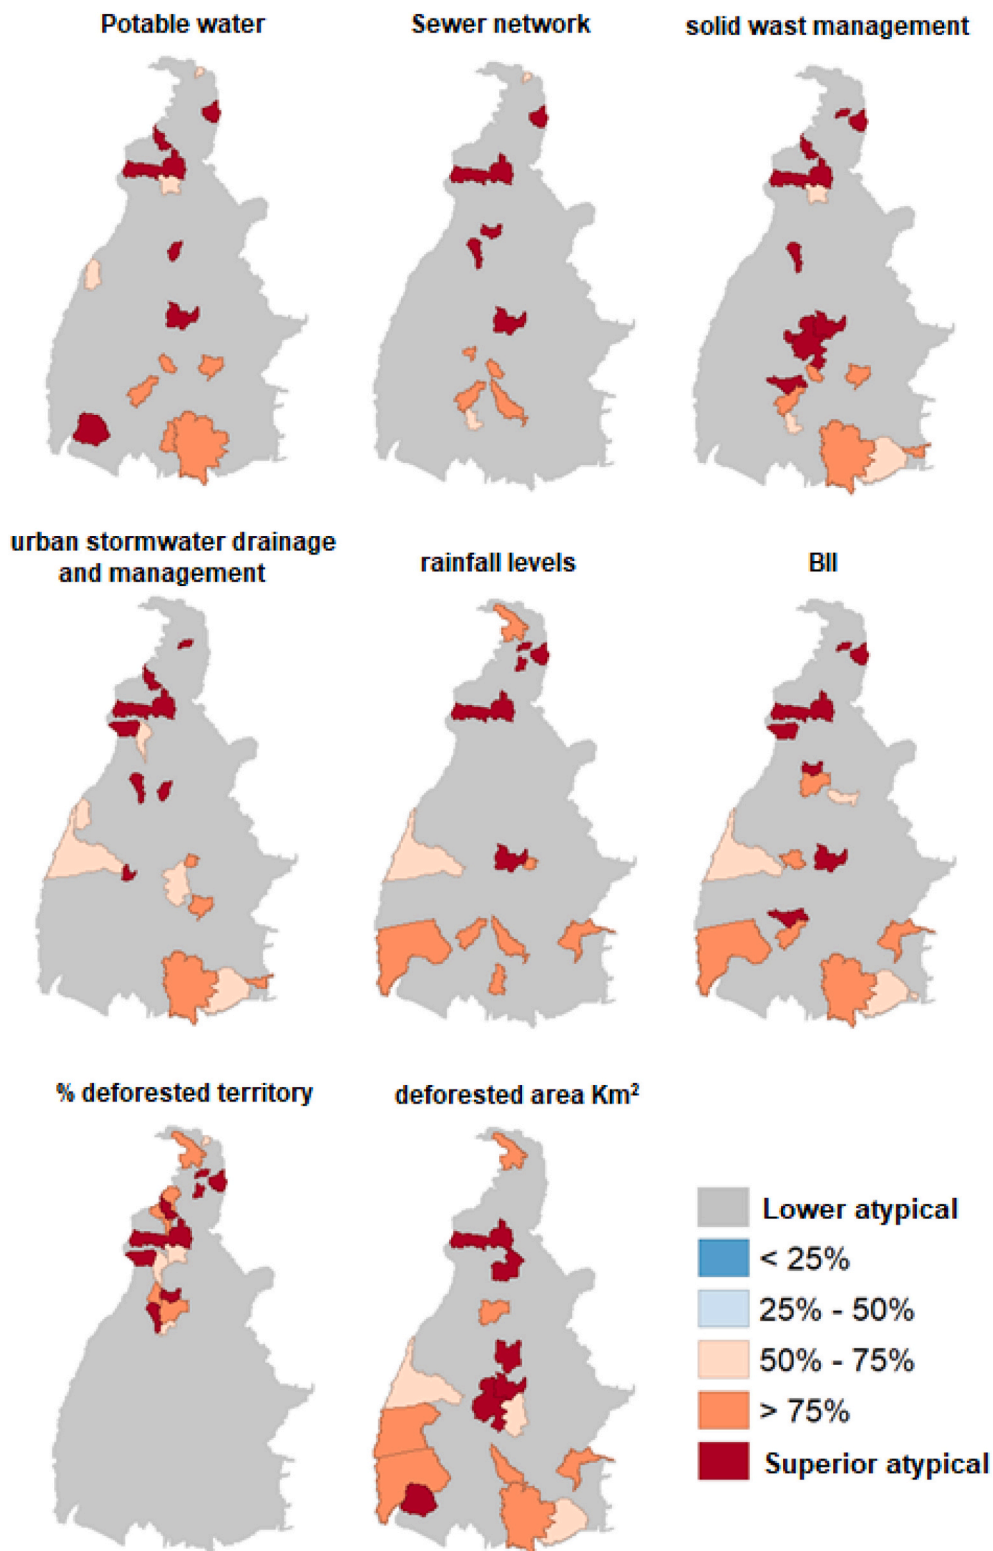 Potable water
Sewer network
solid wast management
urban stormwater drainage
and management
rainfall levels
BII
% deforested territory
deforested area Km²
Lower atypical
< 25%
25% - 50%
50% - 75%
> 75%
Superior atypical